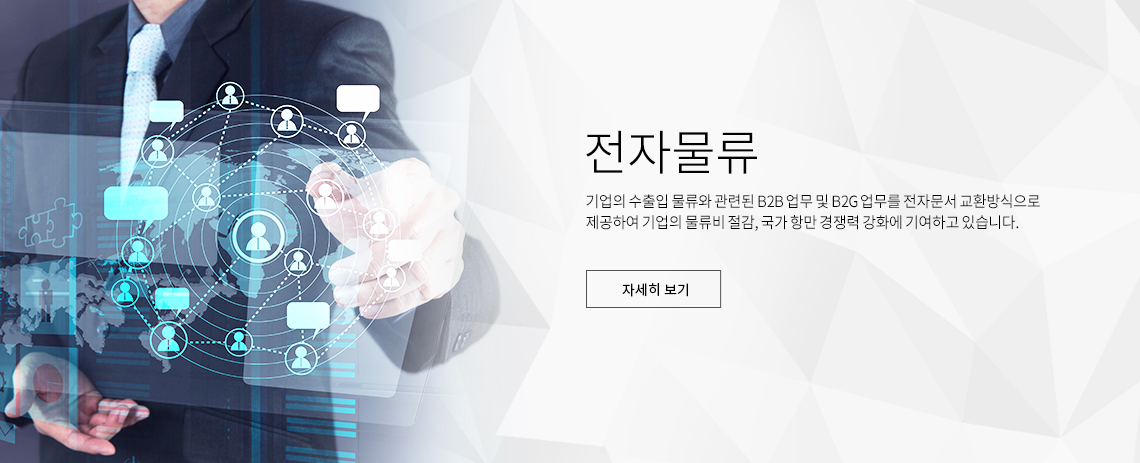 전자물류
기업의 수출입 물류와 관련된 B2B 업무 및 B2G 업무를 전자문서 교환방식으로
제공하여 기업의 물류비 절감, 국가 항만 경쟁력 강화에 기여하고 있습니다.
자세히 보기